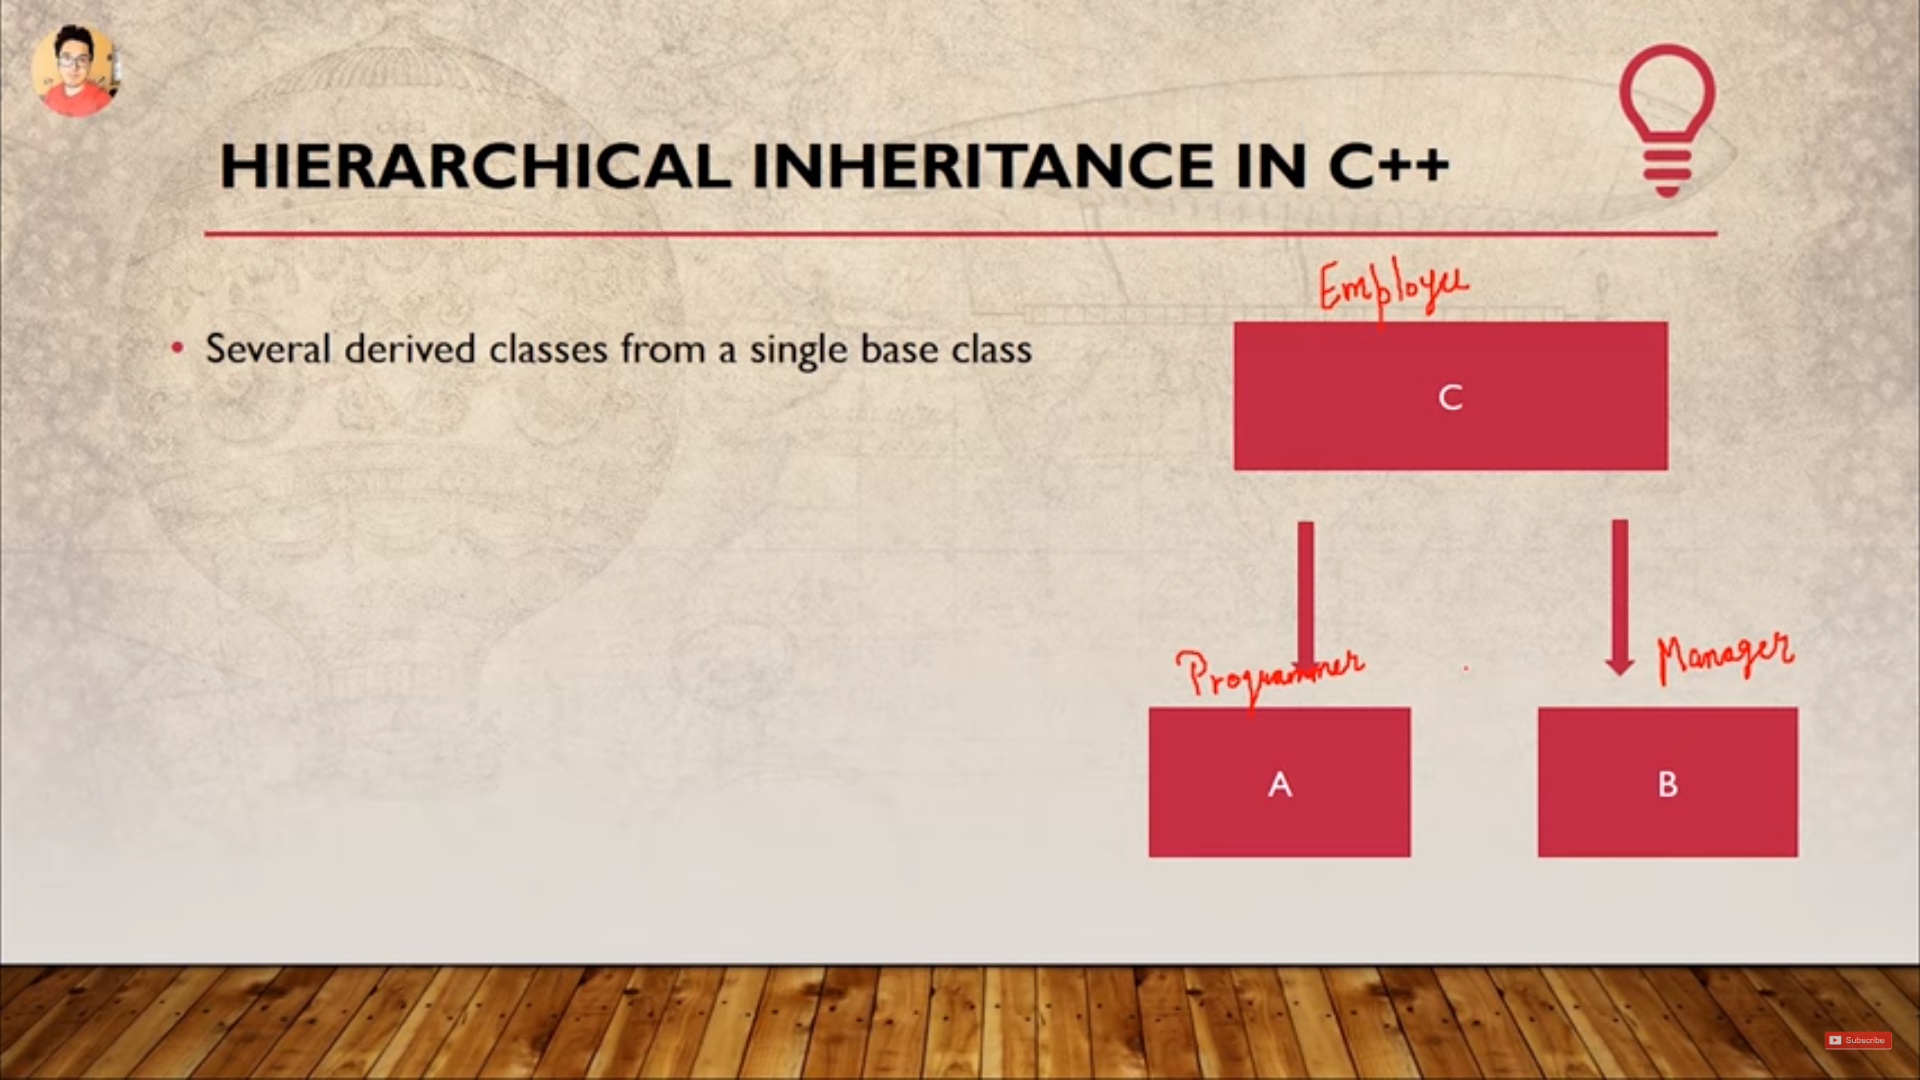 HIERARCHICAL INHERITANCE IN C++
Employee
• Several derived classes from a single base class
C
Programmer
Manager
A
B
Subscribe